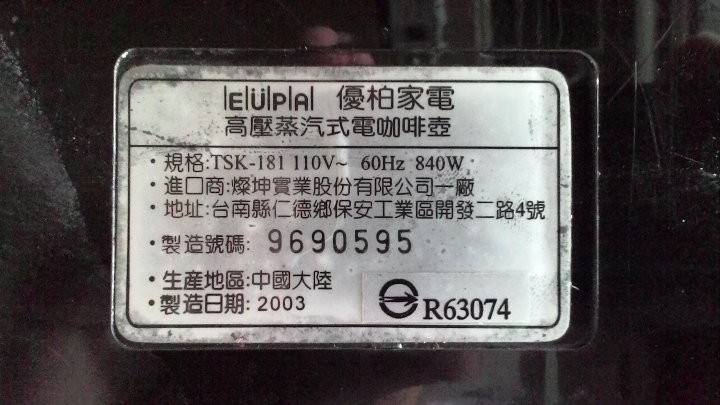 EUPA 優柏家電
高壓蒸汽式電咖啡壺
・規格:TSK-181 110V~ 60Hz 840W
・進口商:燦坤實業股份有限公司一廠
・地址:台南縣仁德鄉保安工業區開發二路4號
・製造號碼: 9690595
・生產地區:中國大陸
・製造日期: 2003
R63074